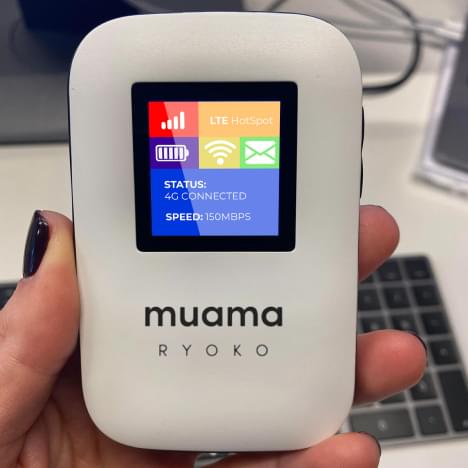 LTE HotSpot
STATUS:
4G CONNECTED
SPEED: 150MBPS
muama
RYOKO